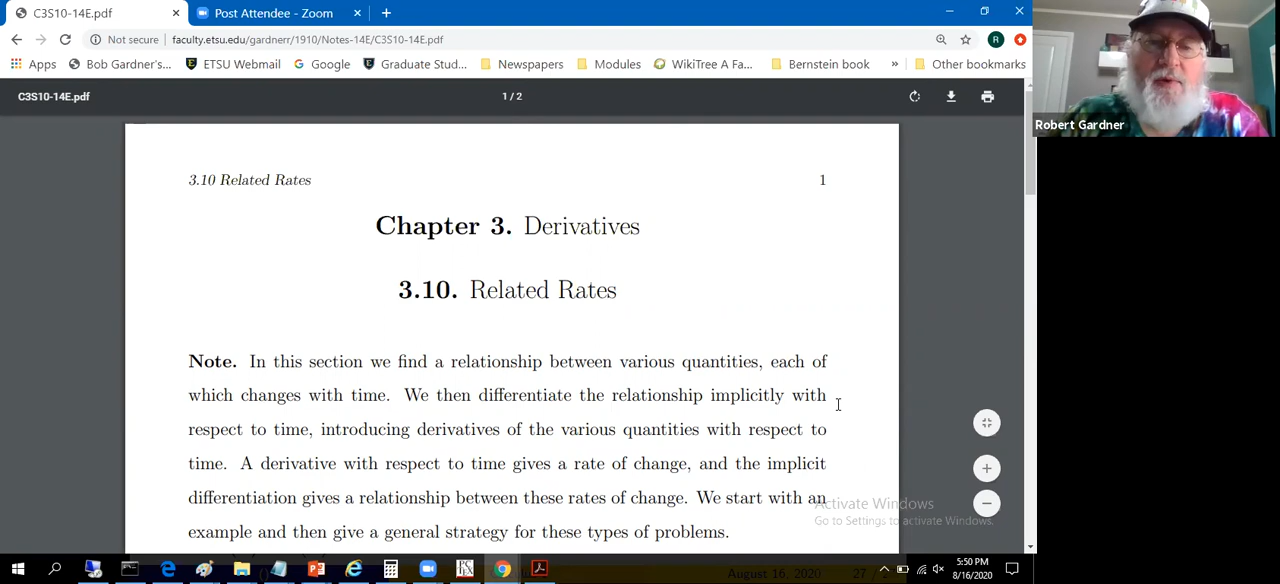 C3S10-14E.pdf
Post Attendee - Zoom
Not secure
faculty.etsu.edu/gardnerr/1910/Notes-14E/C3S10-14E.pdf
R
Apps
Bob Gardner's...
ETSU Webmail
Google
Graduate Stud...
Newspapers
Modules
WikiTree A Fa...
Bernstein book
»
Other bookmarks
C3S10-14E.pdf
1 / 2
Robert Gardner
3.10 Related Rates
1
Chapter 3. Derivatives
3.10. Related Rates
Note. In this section we find a relationship between various quantities, each of
which changes with time. We then differentiate the relationship implicitly with
respect to time, introducing derivatives of the various quantities with respect to
time. A derivative with respect to time gives a rate of change, and the implicit
differentiation gives a relationship between these rates of change. We start with an
example and then give a general strategy for these types of problems.
Activate Windows
Go to Settings to activate Windows.
August 16, 2020
27 /
5:50 PM
8/16/2020